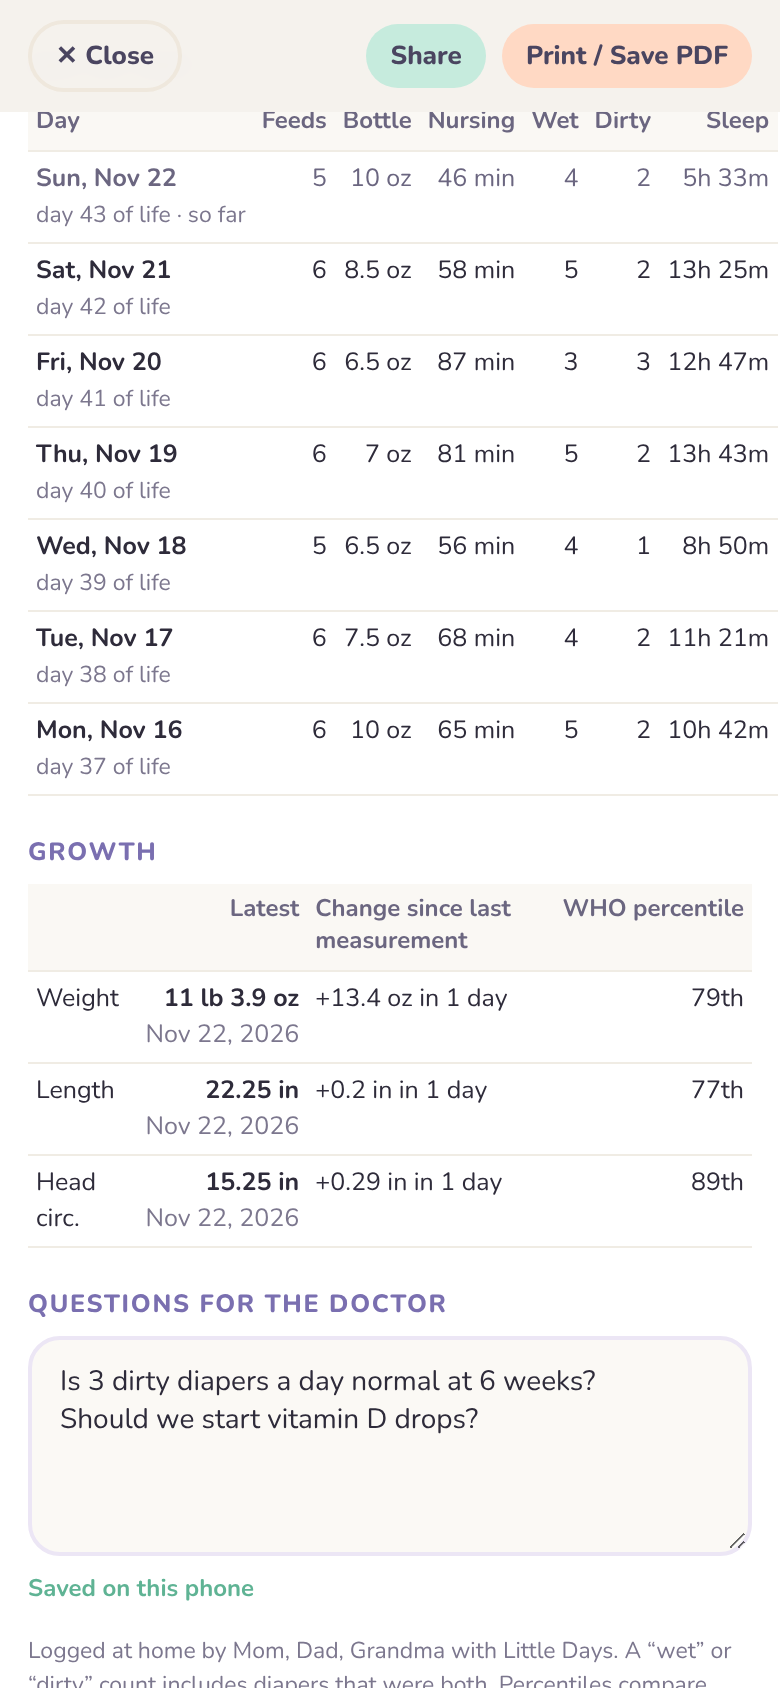 ✕ Close Share Print / Save PDF
Day Feeds Bottle Nursing Wet Dirty Sleep
Sun, Nov 22 5 10 oz 46 min 4 2 5h 33m
day 43 of life · so far
Sat, Nov 21 6 8.5 oz 58 min 5 2 13h 25m
day 42 of life
Fri, Nov 20 6 6.5 oz 87 min 3 3 12h 47m
day 41 of life
Thu, Nov 19 6 7 oz 81 min 5 2 13h 43m
day 40 of life
Wed, Nov 18 5 6.5 oz 56 min 4 1 8h 50m
day 39 of life
Tue, Nov 17 6 7.5 oz 68 min 4 2 11h 21m
day 38 of life
Mon, Nov 16 6 10 oz 65 min 5 2 10h 42m
day 37 of life
GROWTH
Latest Change since last WHO percentile
measurement
Weight 11 lb 3.9 oz +13.4 oz in 1 day 79th
Nov 22, 2026
Length 22.25 in +0.2 in in 1 day 77th
Nov 22, 2026
Head 15.25 in +0.29 in in 1 day 89th
circ. Nov 22, 2026
QUESTIONS FOR THE DOCTOR
Is 3 dirty diapers a day normal at 6 weeks?
Should we start vitamin D drops?
Saved on this phone
Logged at home by Mom, Dad, Grandma with Little Days. A “wet” or
“dirty” count includes diapers that were both. Percentiles compare